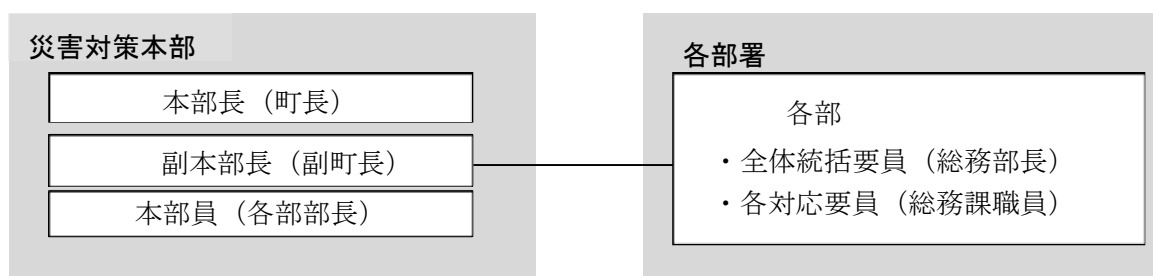 災害対策本部
本部長（町長）
副本部長（副町長）
本部員（各部部長）
各部署
各部
・全体統括要員（総務部長）
・各対応要員（総務課職員）